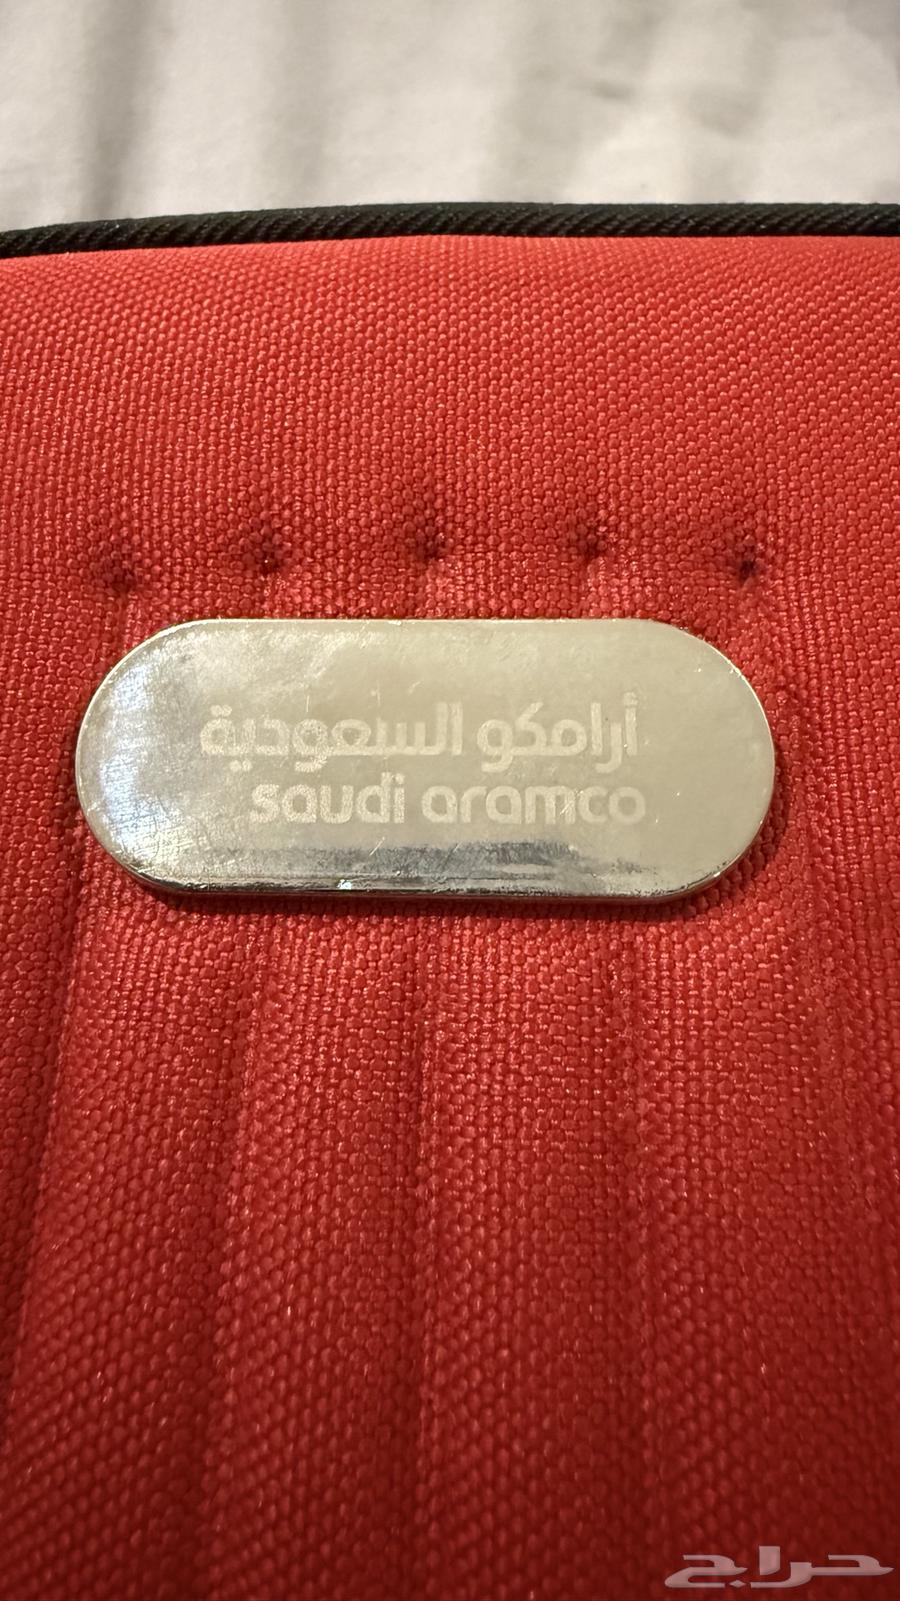 أرامكو السعودية
saudi aramco
حراج